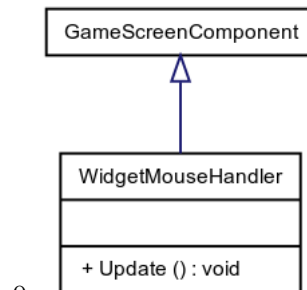 GameScreenComponent
WidgetMouseHandler
+ Update () : void